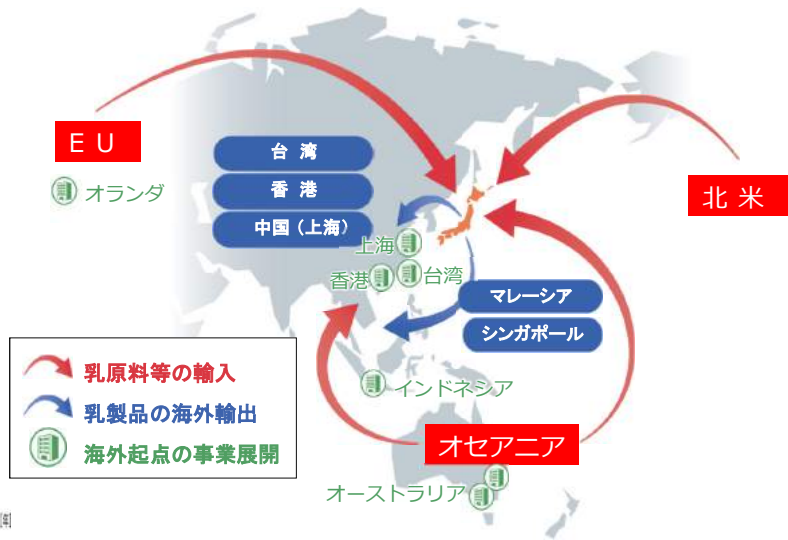 ＥＵ
オランダ
台湾
香港
中国（上海）
北米
上海
香港
台湾
マレーシア
シンガポール
インドネシア
オセアニア
オーストラリア
乳原料等の輸入
乳製品の海外輸出
海外起点の事業展開